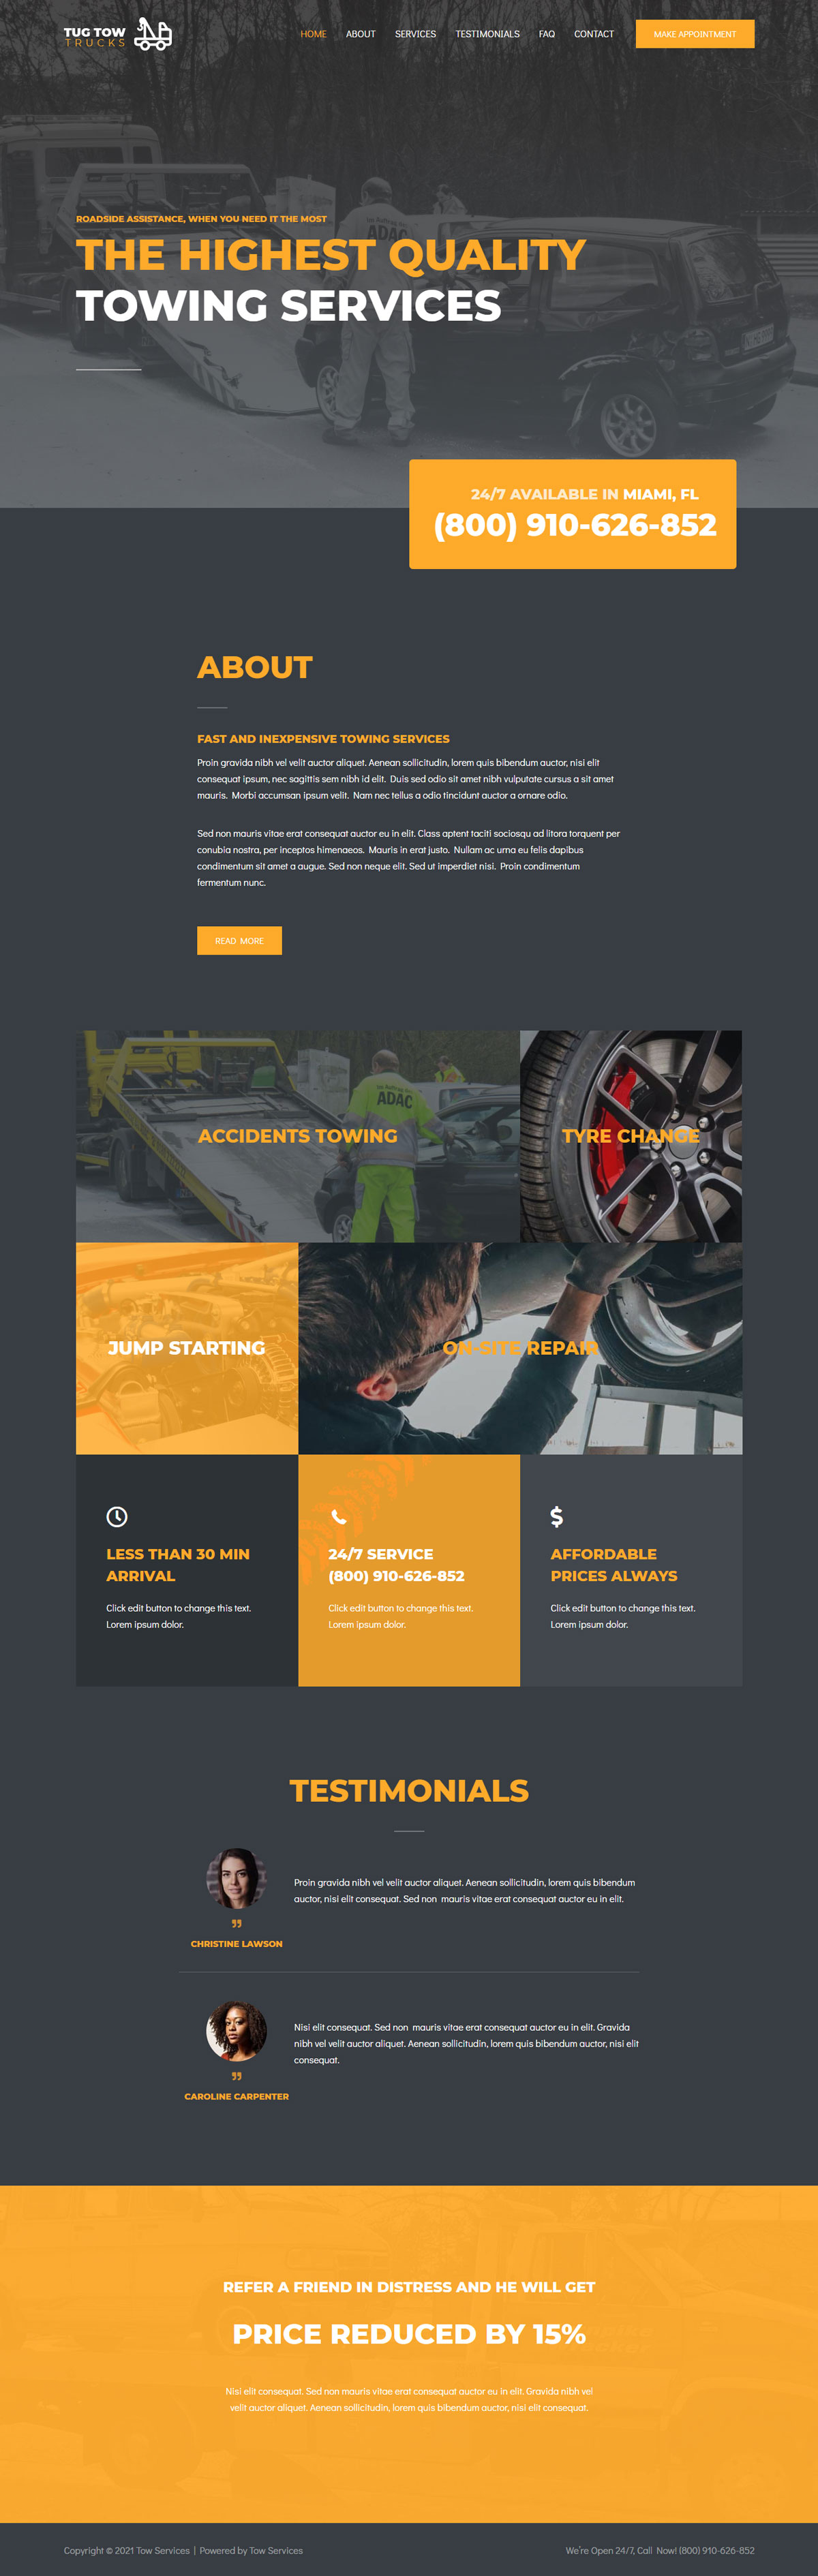 TUG TOW
TRUCKS
HOME ABOUT SERVICES TESTIMONIALS FAQ CONTACT MAKE APPOINTMENT
ADAC
ROADSIDE ASSISTANCE, WHEN YOU NEED IT THE MOST
THE HIGHEST QUALITY
TOWING SERVICES
24/7 AVAILABLE IN MIAMI, FL
(800) 910-626-852
ABOUT
FAST AND INEXPENSIVE TOWING SERVICES
Proin gravida nibh vel velit auctor aliquet. Aenean sollicitudin, lorem quis bibendum auctor, nisi elit
consequat ipsum, nec sagittis sem nibh id elit. Duis sed odio sit amet nibh vulputate cursus a sit amet
mauris. Morbi accumsan ipsum velit. Nam nec tellus a odio tincidunt auctor a ornare odio.
Sed non mauris vitae erat consequat auctor eu in elit. Class aptent taciti sociosqu ad litora torquent per
conubia nostra, per inceptos himenaeos. Mauris in erat justo. Nullam ac urna eu felis dapibus
condimentum sit amet a augue. Sed non neque elit. Sed ut imperdiet nisi. Proin condimentum
fermentum nunc.
READ MORE
ADAC
ACCIDENTS TOWING
TYRE CHANGE
JUMP STARTING
ON-SITE REPAIR
LESS THAN 30 MIN
ARRIVAL
Click edit button to change this text.
Lorem ipsum dolor.
24/7 SERVICE
(800) 910-626-852
Click edit button to change this text.
Lorem ipsum dolor.
AFFORDABLE
PRICES ALWAYS
Click edit button to change this text.
Lorem ipsum dolor.
TESTIMONIALS
Proin gravida nibh vel velit auctor aliquet. Aenean sollicitudin, lorem quis bibendum
auctor, nisi elit consequat. Sed non mauris vitae erat consequat auctor eu in elit.
CHRISTINE LAWSON
Nisi elit consequat. Sed non mauris vitae erat consequat auctor eu in elit. Gravida
nibh vel velit auctor aliquet. Aenean sollicitudin, lorem quis bibendum auctor, nisi elit
consequat.
CAROLINE CARPENTER
REFER A FRIEND IN DISTRESS AND HE WILL GET
PRICE REDUCED BY 15%
Nisi elit consequat. Sed non mauris vitae erat consequat auctor eu in elit. Gravida nibh vel
velit auctor aliquet. Aenean sollicitudin, lorem quis bibendum auctor, nisi elit consequat.
Copyright © 2021 Tow Services | Powered by Tow Services
We're Open 24/7, Call Now! (800) 910-626-852